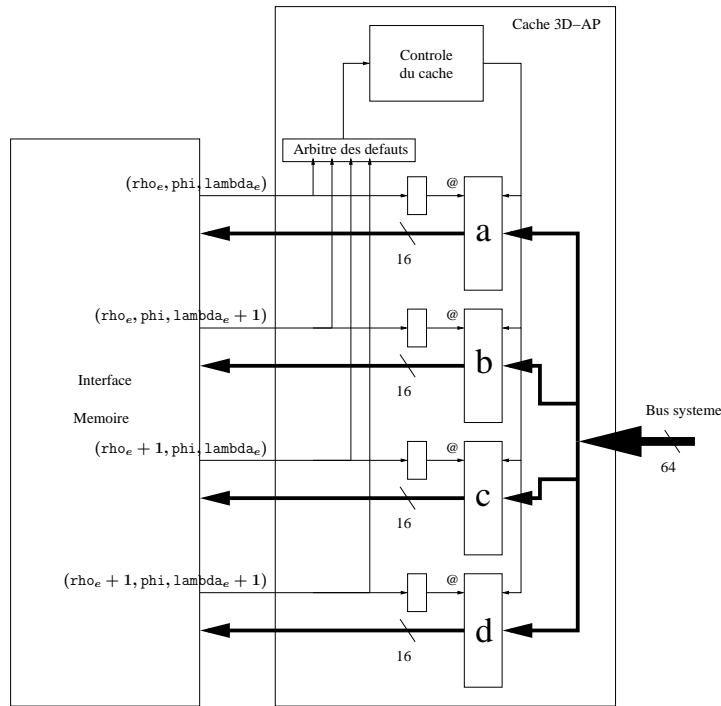 Cache 3D−AP
Controle
du cache
Arbitre des defauts
(rho_e, phi, lambda_e)
@
a
16
(rho_e, phi, lambda_e + 1)
@
b
16
Interface
Memoire
Bus systeme
64
(rho_e + 1, phi, lambda_e)
@
c
16
(rho_e + 1, phi, lambda_e + 1)
@
d
16